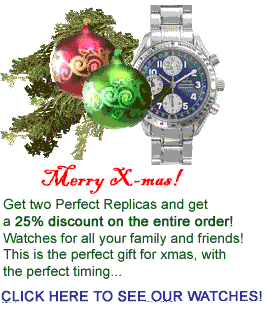 Merry X-mas!
Get two Perfect Replicas and get
a 25% discount on the entire order!
Watches for all your family and friends!
This is the perfect gift for xmas, with
the perfect timing...
CLICK HERE TO SEE OUR WATCHES!